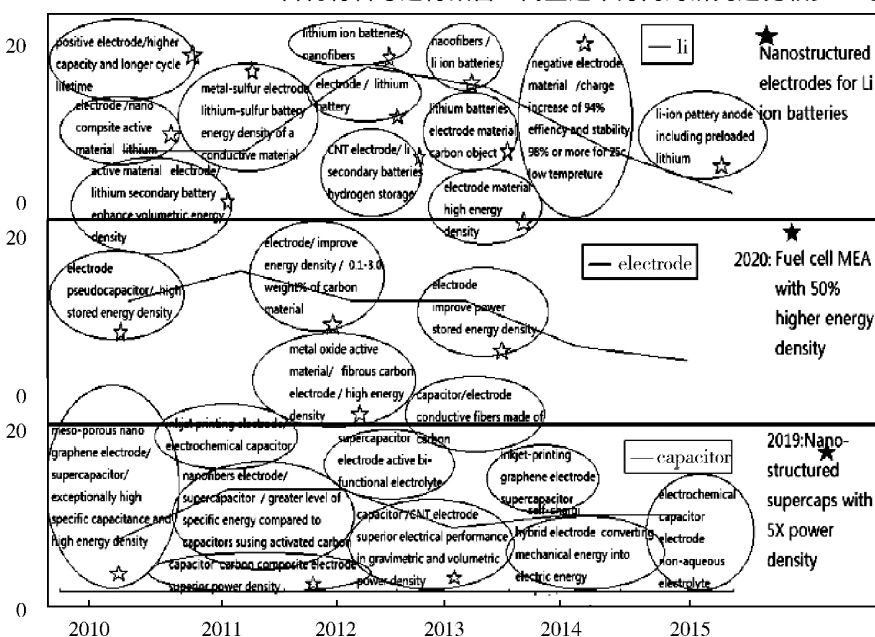 20
positive electrode/higher
capacity and longer cycle
lifetime
electrode /nano
compsite active
material lithium
active material electrode/
lithium secondary battery
enhance volumetric energy
density
metal-sulfur electrode
lithium-sulfur battery
energy density of a
conductive material
lithium ion batteries/
nanofibers
electrode / lithium
battery
CNT electrode/ li
secondary batteries
hydrogen storage
naoofibers /
li ion batteries
lithium batteries
electrode material
carbon object
electrode material
high energy
density
negative electrode
material /charge
increase of 94%
effiency and stability
98% or more for 25c
low tempreture
li
li-ion pattery anode
including preloaded
lithium
Nanostructured
electrodes for Li
ion batteries
0
20
electrode
pseudocapacitor/ high
stored energy density
electrode/ improve
energy density / 0.1-3.0
weight% of carbon
material
metal oxide active
material/ fibrous carbon
electrode / high energy
density
electrode
improve power
stored energy density
capacitor/electrode
conductive fibers made of
carbon
electrode
2020: Fuel cell MEA
with 50%
higher energy
density
0
20
meso-porous nano
graphene electrode/
supercapacitor/
exceptionally high
specific capacitance and
high energy density
inkjet-printing electrode/
electrochemical capacitor
nanofibers electrode/
supercapacitor / greater level of
specific energy compared to
capacitors susing activated carbon
capacitor carbon composite electrode
superior power density
supercapacitor
electrode active bi-
functional electrolyte
capacitor /CNT electrode
superior electrical performance
in gravimetric and volumetric
power density
inkjet-printing
graphene electrode
supercapacitor
hybrid electrode converting
mechanical energy into
electric energy
capacitor
electrochemical
capacitor
electrode
non-aqueous
electrolyte
2019:Nano-
structured
supercaps with
5X power
density
0
2010 2011 2012 2013 2014 2015